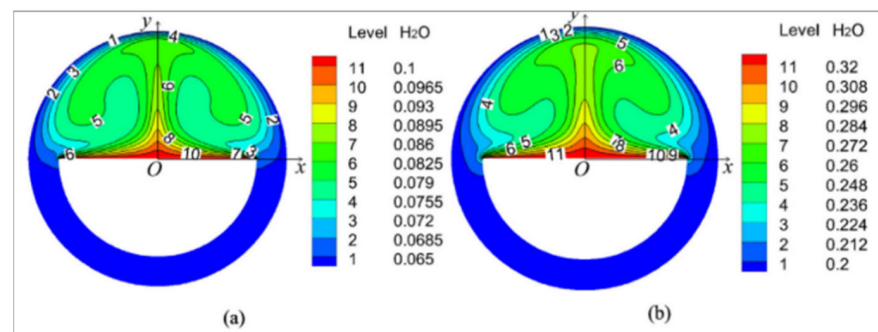 y
Level H₂O
11 0.1
10 0.0965
9 0.093
8 0.0895
7 0.086
6 0.0825
5 0.079
4 0.0755
3 0.072
2 0.0685
1 0.065
1 4
3
2
6
5 5
2
8
6 10 7 3
O x
(a)
y
Level H₂O
11 0.32
10 0.308
9 0.296
8 0.284
7 0.272
6 0.26
5 0.248
4 0.236
3 0.224
2 0.212
1 0.2
1 3 2
5
6
4
4
6 5 8
11 10 9
O x
(b)